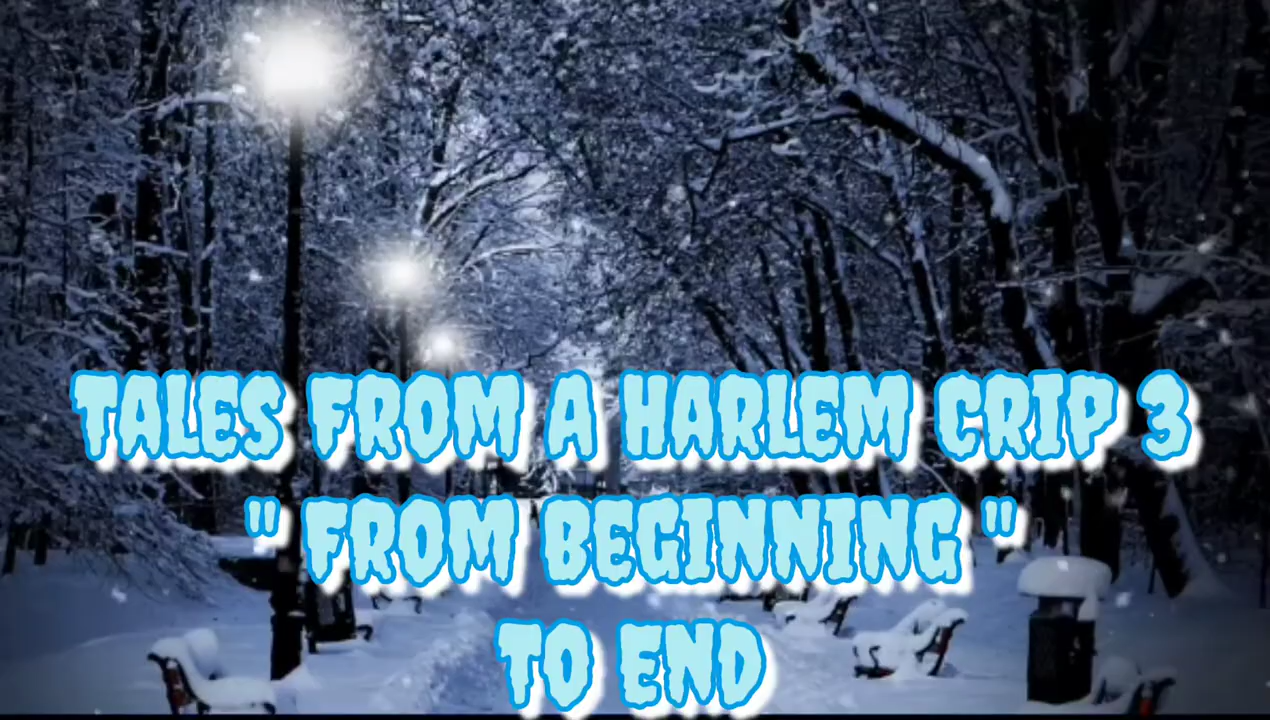 TALES FROM A HARLEM CRIP 3
" FROM BEGINNING "
TO END